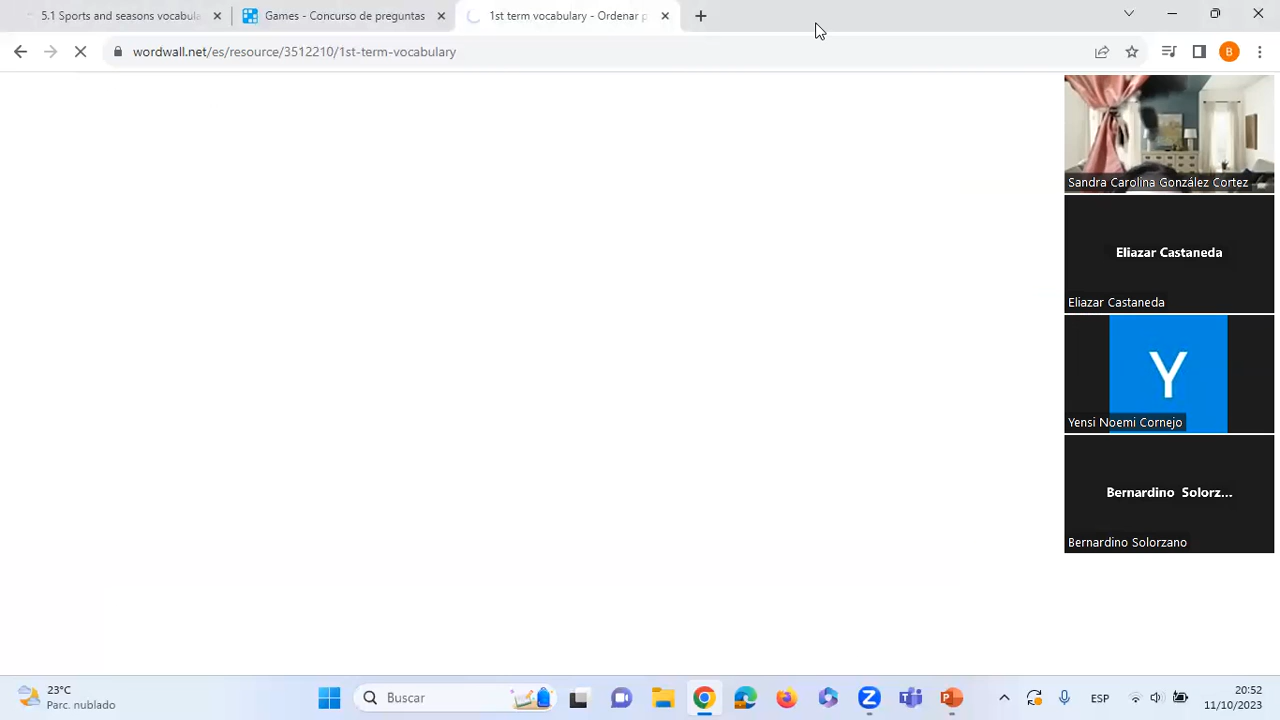 5.1 Sports and seasons vocabula
Games - Concurso de preguntas
1st term vocabulary - Ordenar p
wordwall.net/es/resource/3512210/1st-term-vocabulary
B
Sandra Carolina González Cortez
Eliazar Castaneda
Eliazar Castaneda
Y
Yensi Noemi Cornejo
Bernardino Solorz...
Bernardino Solorzano
23°C
Parc. nublado
Buscar
ESP
20:52
11/10/2023